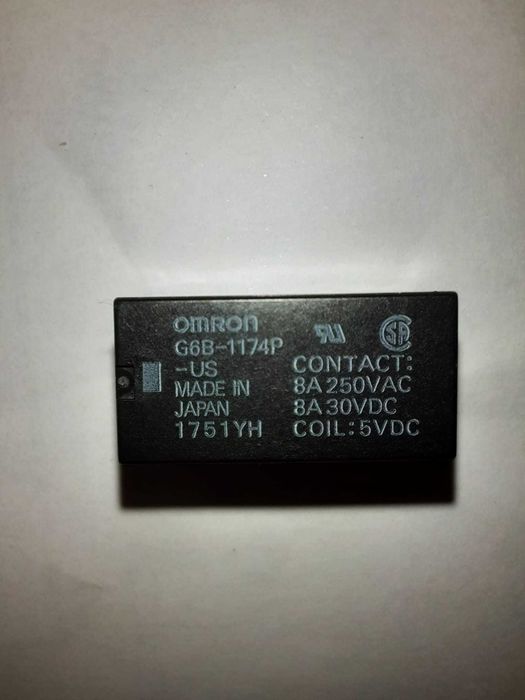 omron
G6B-1174P
-US
MADE IN
JAPAN
1751YH
CONTACT:
8A 250VAC
8A 30VDC
COIL:5VDC